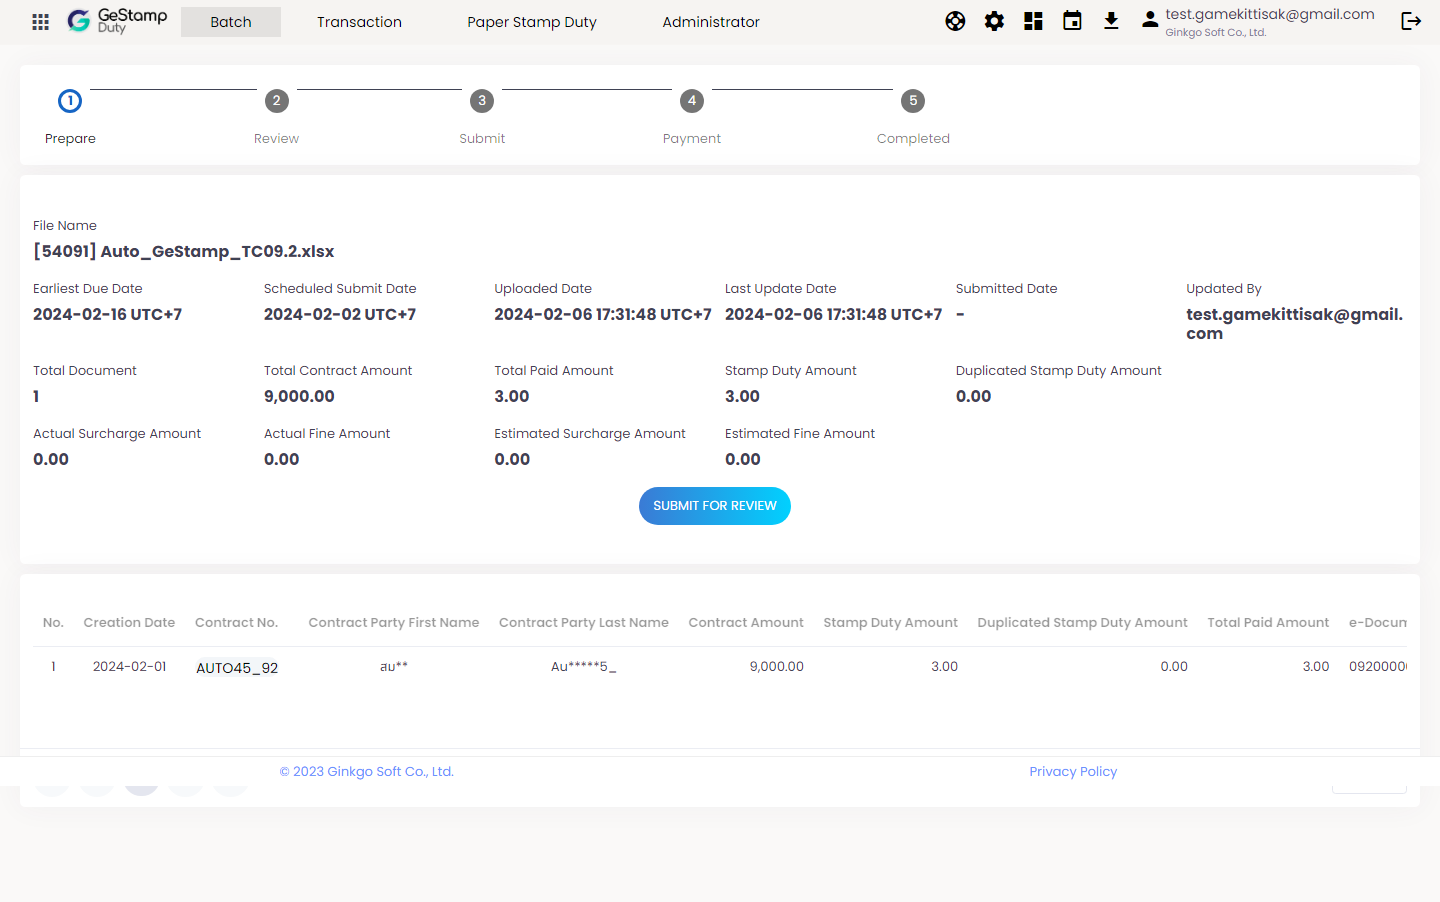 GeStamp
Duty
Batch
Transaction
Paper Stamp Duty
Administrator
test.gamekittisak@gmail.com
Ginkgo Soft Co., Ltd.
1
2
3
4
5
Prepare
Review
Submit
Payment
Completed
File Name
[54091] Auto_GeStamp_TC09.2.xlsx
Earliest Due Date
Scheduled Submit Date
Uploaded Date
Last Update Date
Submitted Date
Updated By
2024-02-16 UTC+7
2024-02-02 UTC+7
2024-02-06 17:31:48 UTC+7
2024-02-06 17:31:48 UTC+7
-
test.gamekittisak@gmail.
com
Total Document
Total Contract Amount
Total Paid Amount
Stamp Duty Amount
Duplicated Stamp Duty Amount
1
9,000.00
3.00
3.00
0.00
Actual Surcharge Amount
Actual Fine Amount
Estimated Surcharge Amount
Estimated Fine Amount
0.00
0.00
0.00
0.00
SUBMIT FOR REVIEW
No. Creation Date Contract No. Contract Party First Name Contract Party Last Name Contract Amount Stamp Duty Amount Duplicated Stamp Duty Amount Total Paid Amount e-Docum
1 2024-02-01 AUTO45_92 สม** Au*****5_ 9,000.00 3.00 0.00 3.00 0920000
© 2023 Ginkgo Soft Co., Ltd.
Privacy Policy